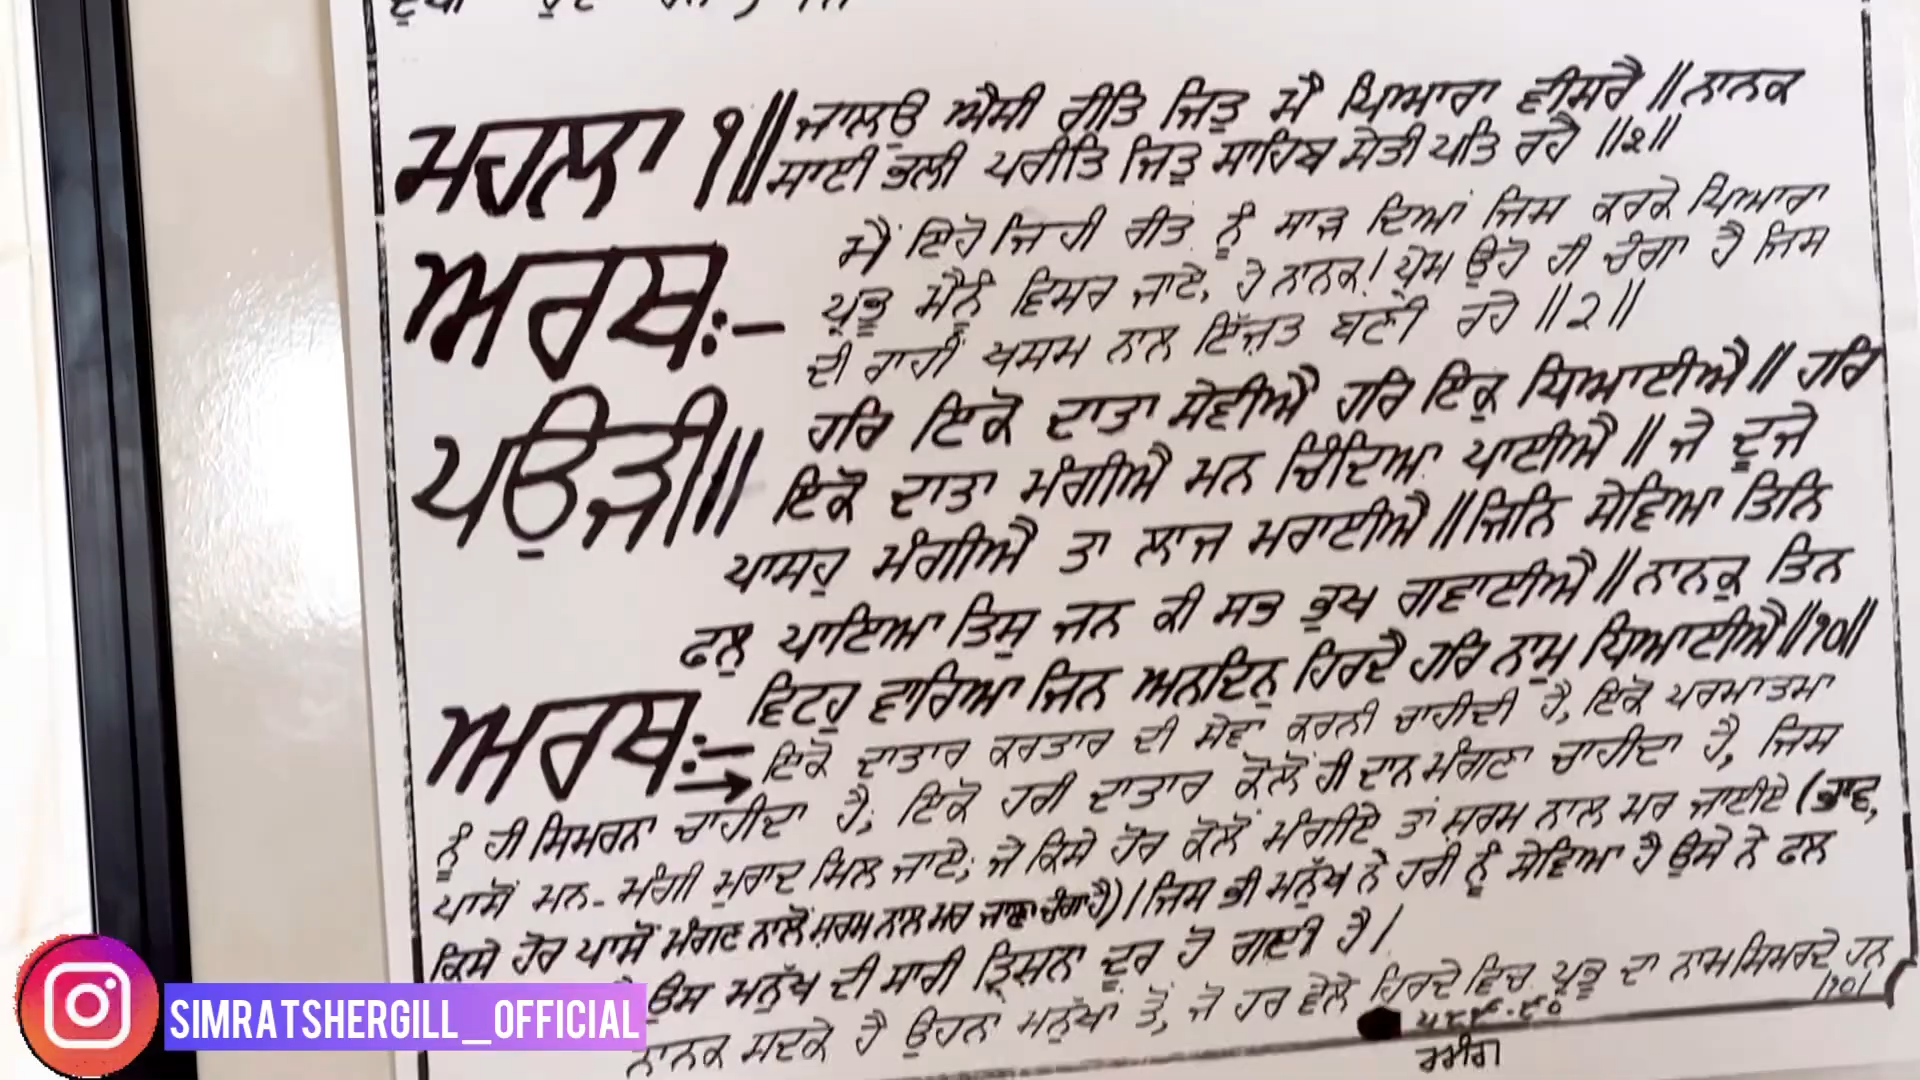 ਮਹਲਾ ੧॥ ਜਾਲਉ ਐਸੀ ਰੀਤਿ ਜਿਤੁ ਮੈ ਪਿਆਰਾ ਵੀਸਰੈ ॥ ਨਾਨਕ
ਸਾਈ ਭਲੀ ਪਰੀਤਿ ਜਿਤੁ ਸਾਹਿਬ ਸੇਤੀ ਪਤਿ ਰਹੈ ॥੨॥
ਅਰਥ:- ਮੈਂ ਇਹੋ ਜਿਹੀ ਰੀਤ ਨੂੰ ਸਾੜ ਦਿਆਂ ਜਿਸ ਕਰਕੇ ਪਿਆਰਾ
ਪ੍ਰਭੂ ਮੈਨੂੰ ਵਿਸਰ ਜਾਏ, ਹੇ ਨਾਨਕ! ਪ੍ਰੇਮ ਉਹੋ ਹੀ ਚੰਗਾ ਹੈ ਜਿਸ
ਦੀ ਰਾਹੀਂ ਖਸਮ ਨਾਲ ਇੱਜ਼ਤ ਬਣੀ ਰਹੇ ॥੨॥
ਪਉੜੀ॥ ਹਰਿ ਇਕੋ ਦਾਤਾ ਸੇਵੀਐ ਹਰਿ ਇਕੁ ਧਿਆਈਐ॥ ਹਰਿ
ਇਕੋ ਦਾਤਾ ਮੰਗੀਐ ਮਨ ਚਿੰਦਿਆ ਪਾਈਐ ॥ ਜੇ ਦੂਜੇ
ਪਾਸਹੁ ਮੰਗੀਐ ਤਾ ਲਾਜ ਮਰਾਈਐ ॥ ਜਿਨਿ ਸੇਵਿਆ ਤਿਨਿ
ਫਲੁ ਪਾਇਆ ਤਿਸੁ ਜਨ ਕੀ ਸਭ ਭੁਖ ਗਵਾਈਐ ॥ ਨਾਨਕੁ ਤਿਨ
ਵਿਟਹੁ ਵਾਰਿਆ ਜਿਨ ਅਨਦਿਨੁ ਹਿਰਦੈ ਹਰਿ ਨਾਮੁ ਧਿਆਈਐ॥੧੦॥
ਅਰਥ:- → ਇਕੋ ਦਾਤਾਰ ਕਰਤਾਰ ਦੀ ਸੇਵਾ ਕਰਨੀ ਚਾਹੀਦੀ ਹੈ, ਇਕੋ ਪਰਮਾਤਮਾ
ਨੂੰ ਹੀ ਸਿਮਰਨਾ ਚਾਹੀਦਾ ਹੈ; ਇਕੋ ਹਰੀ ਦਾਤਾਰ ਕੋਲੋਂ ਹੀ ਦਾਨ ਮੰਗਣਾ ਚਾਹੀਦਾ ਹੈ, ਜਿਸ
ਪਾਸੋਂ ਮਨ-ਮੰਗੀ ਮੁਰਾਦ ਮਿਲ ਜਾਏ; ਜੇ ਕਿਸੇ ਹੋਰ ਕੋਲੋਂ ਮੰਗੀਏ ਤਾਂ ਸ਼ਰਮ ਨਾਲ ਮਰ ਜਾਈਏ (ਭਾਵ,
ਕਿਸੇ ਹੋਰ ਪਾਸੋਂ ਮੰਗਣ ਨਾਲੋਂ ਸ਼ਰਮ ਨਾਲ ਮਰ ਜਾਣਾ ਚੰਗਾ ਹੈ)। ਜਿਸ ਭੀ ਮਨੁੱਖ ਨੇ ਹਰੀ ਨੂੰ ਸੇਵਿਆ ਹੈ ਉਸੇ ਨੇ ਫਲ
ਉਸ ਮਨੁੱਖ ਦੀ ਸਾਰੀ ਤ੍ਰਿਸਨਾ ਦੂਰ ਹੋ ਗਈ ਹੈ।
ਨਾਨਕ ਸਦਕੇ ਹੈ ਉਹਨਾ ਮਨੁੱਖਾਂ ਤੋਂ, ਜੋ ਹਰ ਵੇਲੇ ਹਿਰਦੇ ਵਿਚ ਪ੍ਰਭੂ ਦਾ ਨਾਮ ਸਿਮਰਦੇ ਹਨ
।੧੦।
SIMRATSHERGILL_OFFICIAL